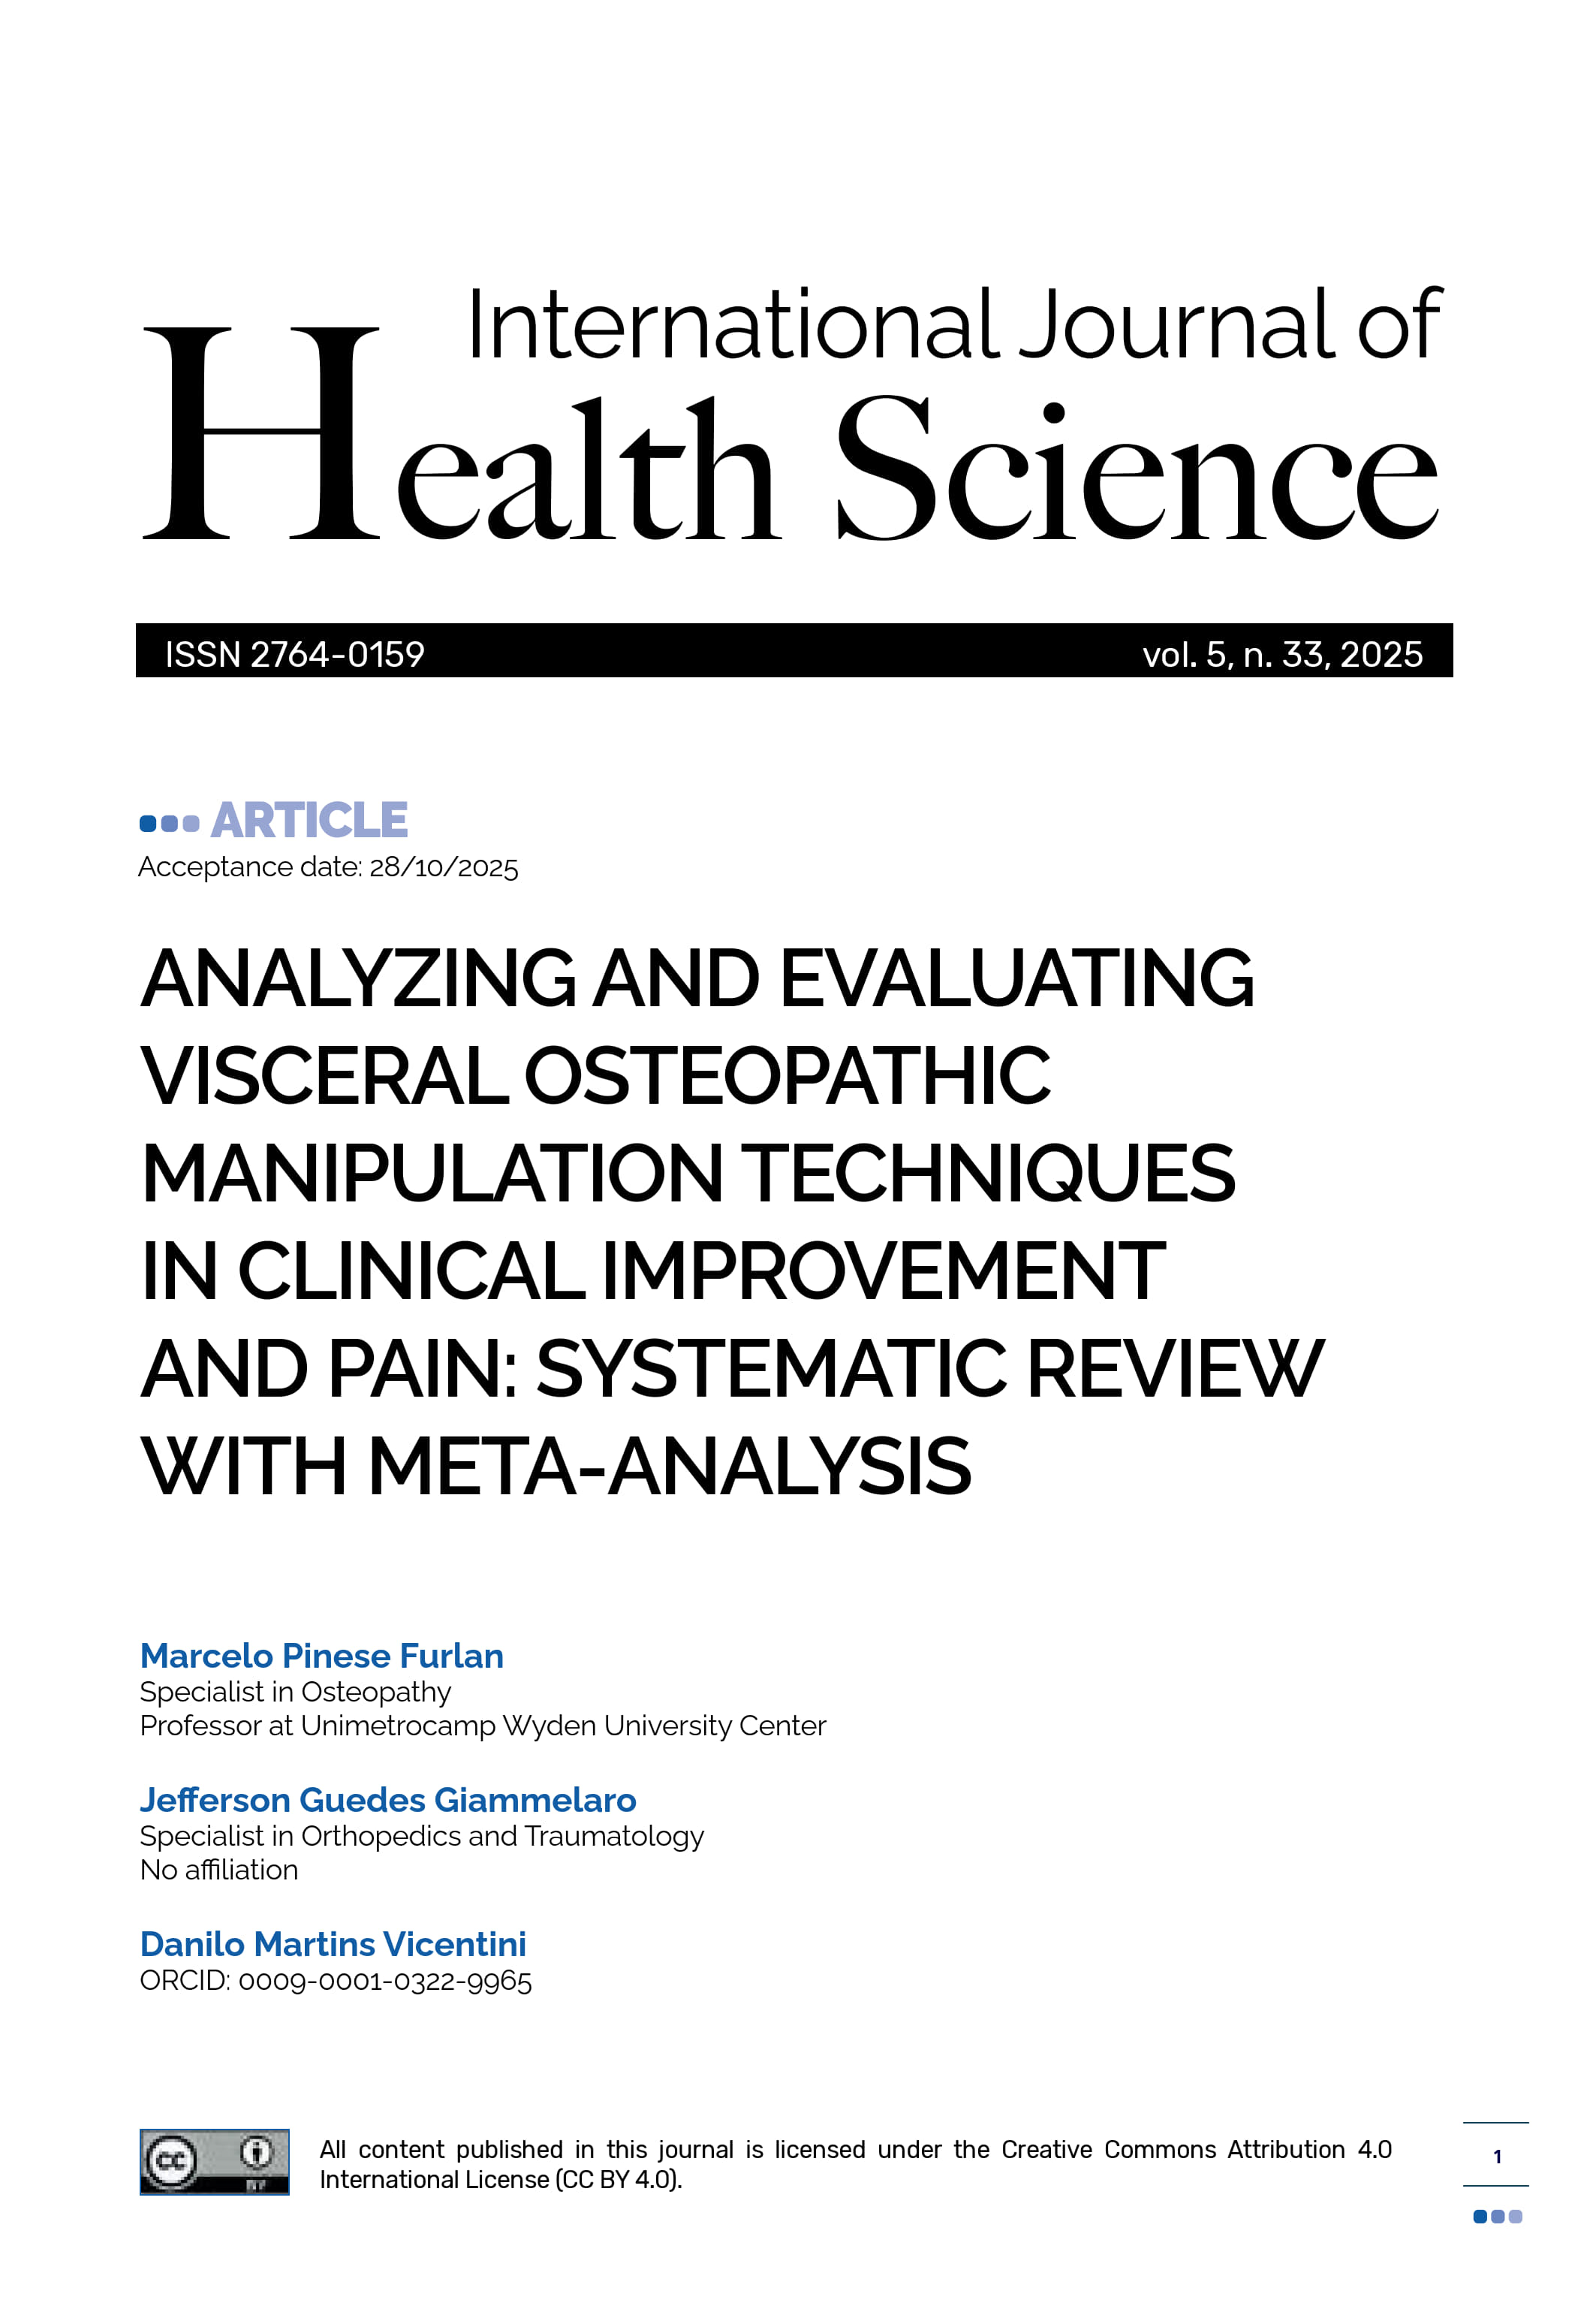 International Journal of
Health Science
ISSN 2764-0159
vol. 5, n. 33, 2025
ARTICLE
Acceptance date: 28/10/2025
ANALYZING AND EVALUATING
VISCERAL OSTEOPATHIC
MANIPULATION TECHNIQUES
IN CLINICAL IMPROVEMENT
AND PAIN: SYSTEMATIC REVIEW
WITH META-ANALYSIS
Marcelo Pinese Furlan
Specialist in Osteopathy
Professor at Unimetrocamp Wyden University Center
Jefferson Guedes Giammelaro
Specialist in Orthopedics and Traumatology
No affiliation
Danilo Martins Vicentini
ORCID: 0009-0001-0322-9965
CC
BY
All content published in this journal is licensed under the Creative Commons Attribution 4.0
International License (CC BY 4.0).
1